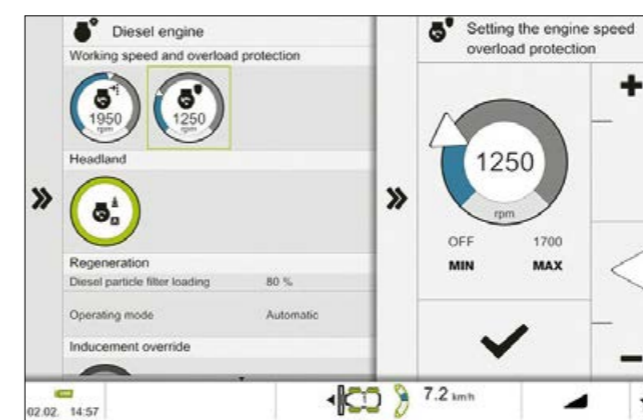 Diesel engine
Working speed and overload protection
1950
rpm
1250
rpm
Headland
Regeneration
Diesel particle filter loading 80 %
Operating mode Automatic
Inducement override
Setting the engine speed
overload protection
1250
rpm
OFF 1700
MIN MAX
02.02. 14:57
1
7.2 km/h